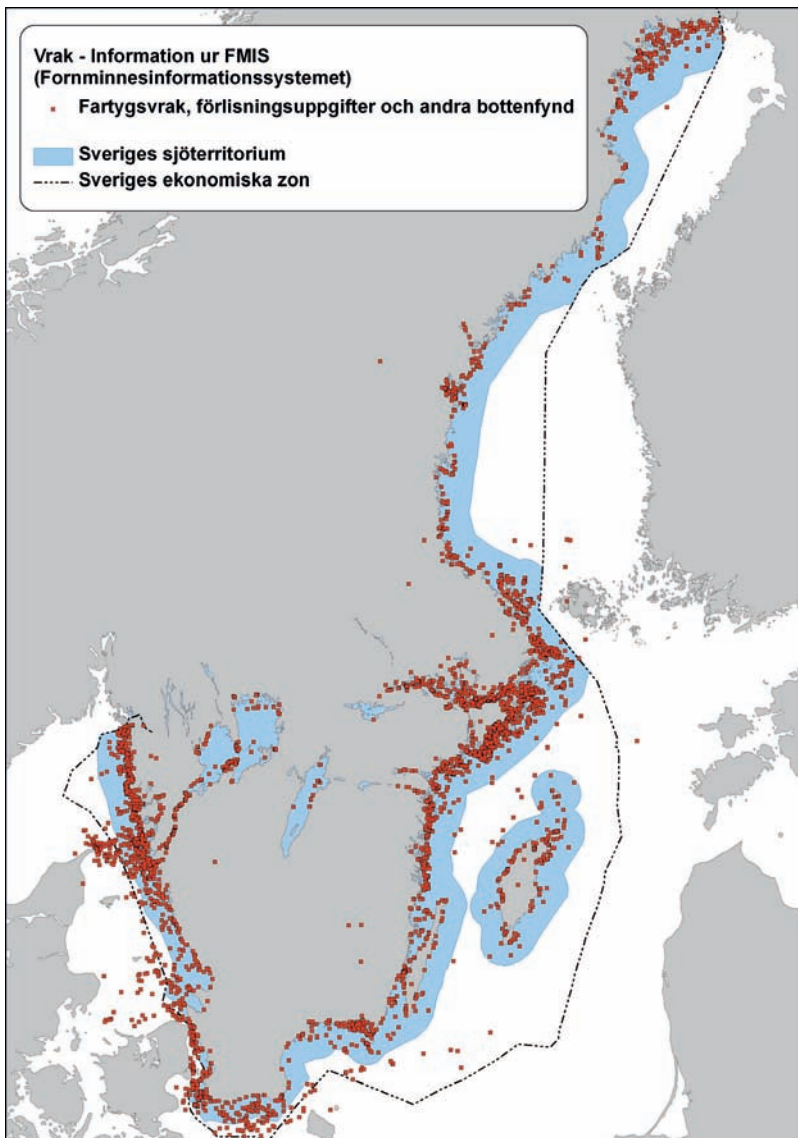 Vrak - Information ur FMIS
(Fornminnesinformationssystemet)
Fartygsvrak, förlisningsuppgifter och andra bottenfynd
Sveriges sjöterritorium
Sveriges ekonomiska zon